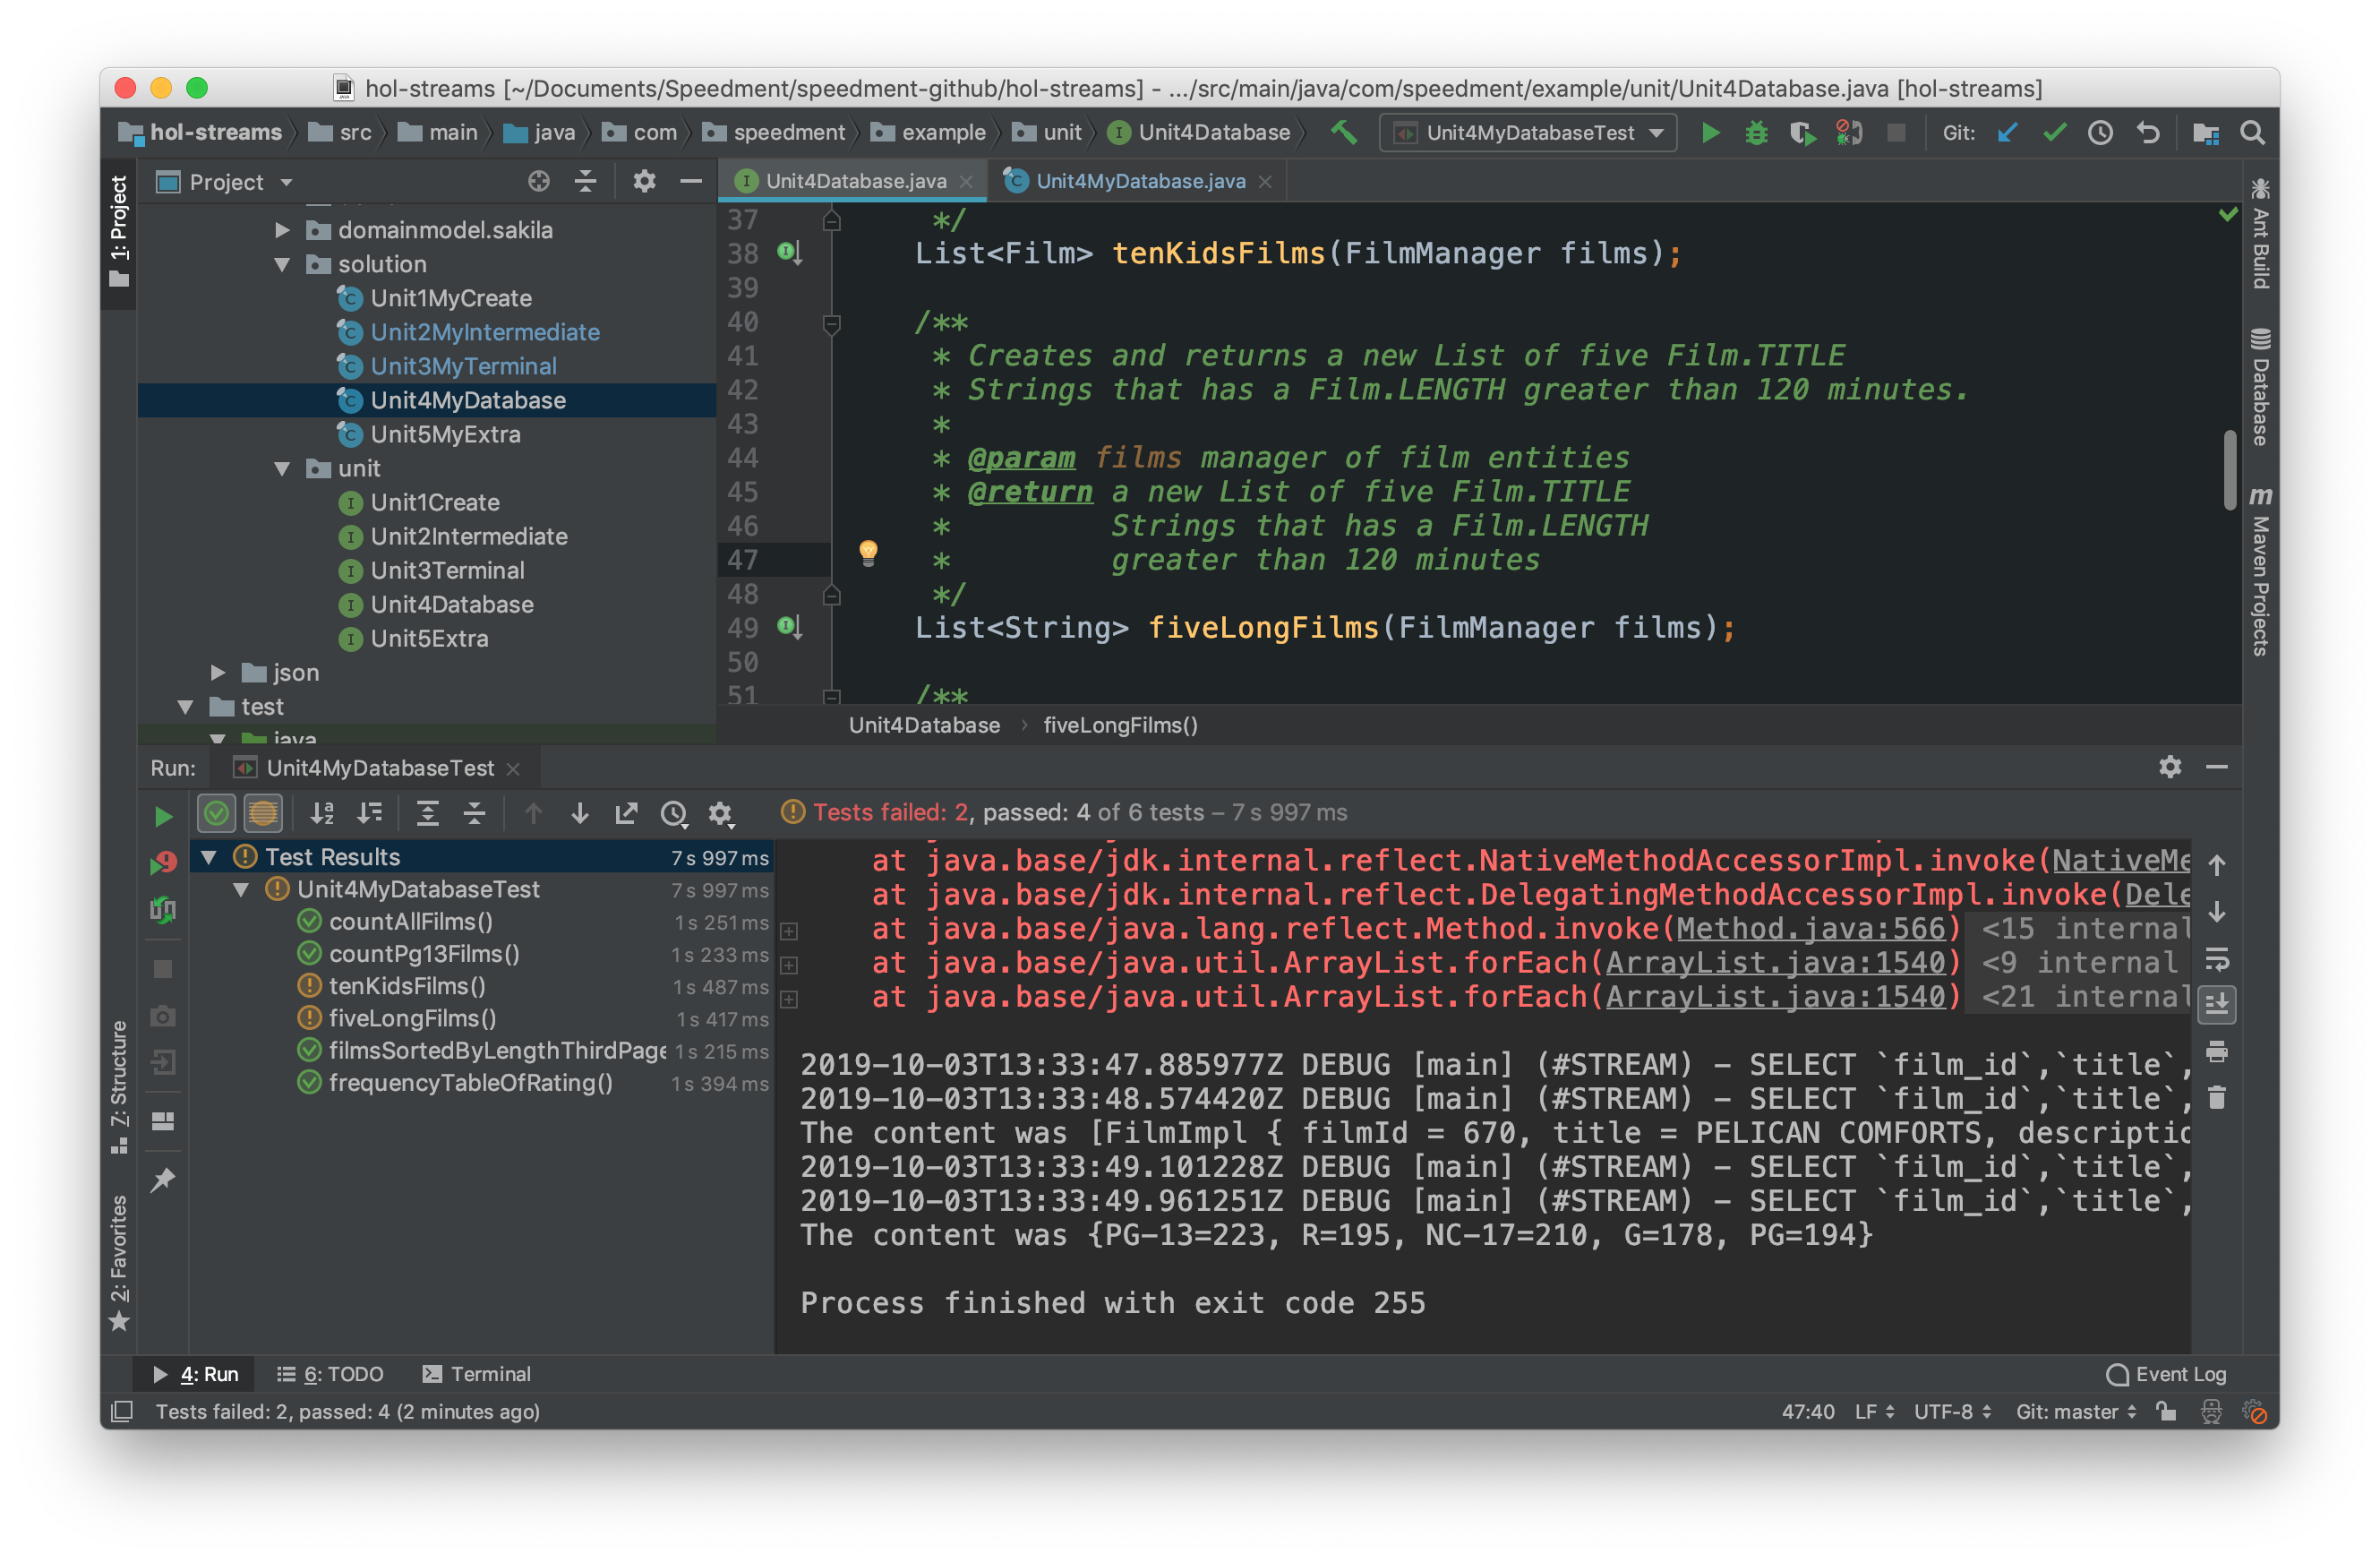 hol-streams [~/Documents/Speedment/speedment-github/hol-streams] - .../src/main/java/com/speedment/example/unit/Unit4Database.java [hol-streams]
hol-streams src main java com speedment example unit Unit4Database Unit4MyDatabaseTest Git:
1: Project
Project
domainmodel.sakila
solution
Unit1MyCreate
Unit2MyIntermediate
Unit3MyTerminal
Unit4MyDatabase
Unit5MyExtra
unit
Unit1Create
Unit2Intermediate
Unit3Terminal
Unit4Database
Unit5Extra
json
test
java
Unit4Database.java Unit4MyDatabase.java
37 */
38 List<Film> tenKidsFilms(FilmManager films);
39
40 /**
41 * Creates and returns a new List of five Film.TITLE
42 * Strings that has a Film.LENGTH greater than 120 minutes.
43 *
44 * @param films manager of film entities
45 * @return a new List of five Film.TITLE
46 * Strings that has a Film.LENGTH
47 * greater than 120 minutes
48 */
49 List<String> fiveLongFilms(FilmManager films);
50
51 /**
Unit4Database › fiveLongFilms()
Ant Build
Database
m Maven Projects
Run: Unit4MyDatabaseTest
Tests failed: 2, passed: 4 of 6 tests – 7 s 997 ms
Test Results 7 s 997 ms
Unit4MyDatabaseTest 7 s 997 ms
countAllFilms() 1 s 251 ms
countPg13Films() 1 s 233 ms
tenKidsFilms() 1 s 487 ms
fiveLongFilms() 1 s 417 ms
filmsSortedByLengthThirdPage 1 s 215 ms
frequencyTableOfRating() 1 s 394 ms
at java.base/jdk.internal.reflect.NativeMethodAccessorImpl.invoke(NativeMe
at java.base/jdk.internal.reflect.DelegatingMethodAccessorImpl.invoke(Dele
at java.base/java.lang.reflect.Method.invoke(Method.java:566) <15 internal
at java.base/java.util.ArrayList.forEach(ArrayList.java:1540) <9 internal
at java.base/java.util.ArrayList.forEach(ArrayList.java:1540) <21 internal
2019-10-03T13:33:47.885977Z DEBUG [main] (#STREAM) - SELECT `film_id`,`title`,
2019-10-03T13:33:48.574420Z DEBUG [main] (#STREAM) - SELECT `film_id`,`title`,
The content was [FilmImpl { filmId = 670, title = PELICAN COMFORTS, descriptio
2019-10-03T13:33:49.101228Z DEBUG [main] (#STREAM) - SELECT `film_id`,`title`,
2019-10-03T13:33:49.961251Z DEBUG [main] (#STREAM) - SELECT `film_id`,`title`,
The content was {PG-13=223, R=195, NC-17=210, G=178, PG=194}
Process finished with exit code 255
Z: Structure
2: Favorites
4: Run 6: TODO Terminal Event Log
Tests failed: 2, passed: 4 (2 minutes ago) 47:40 LF UTF-8 Git: master